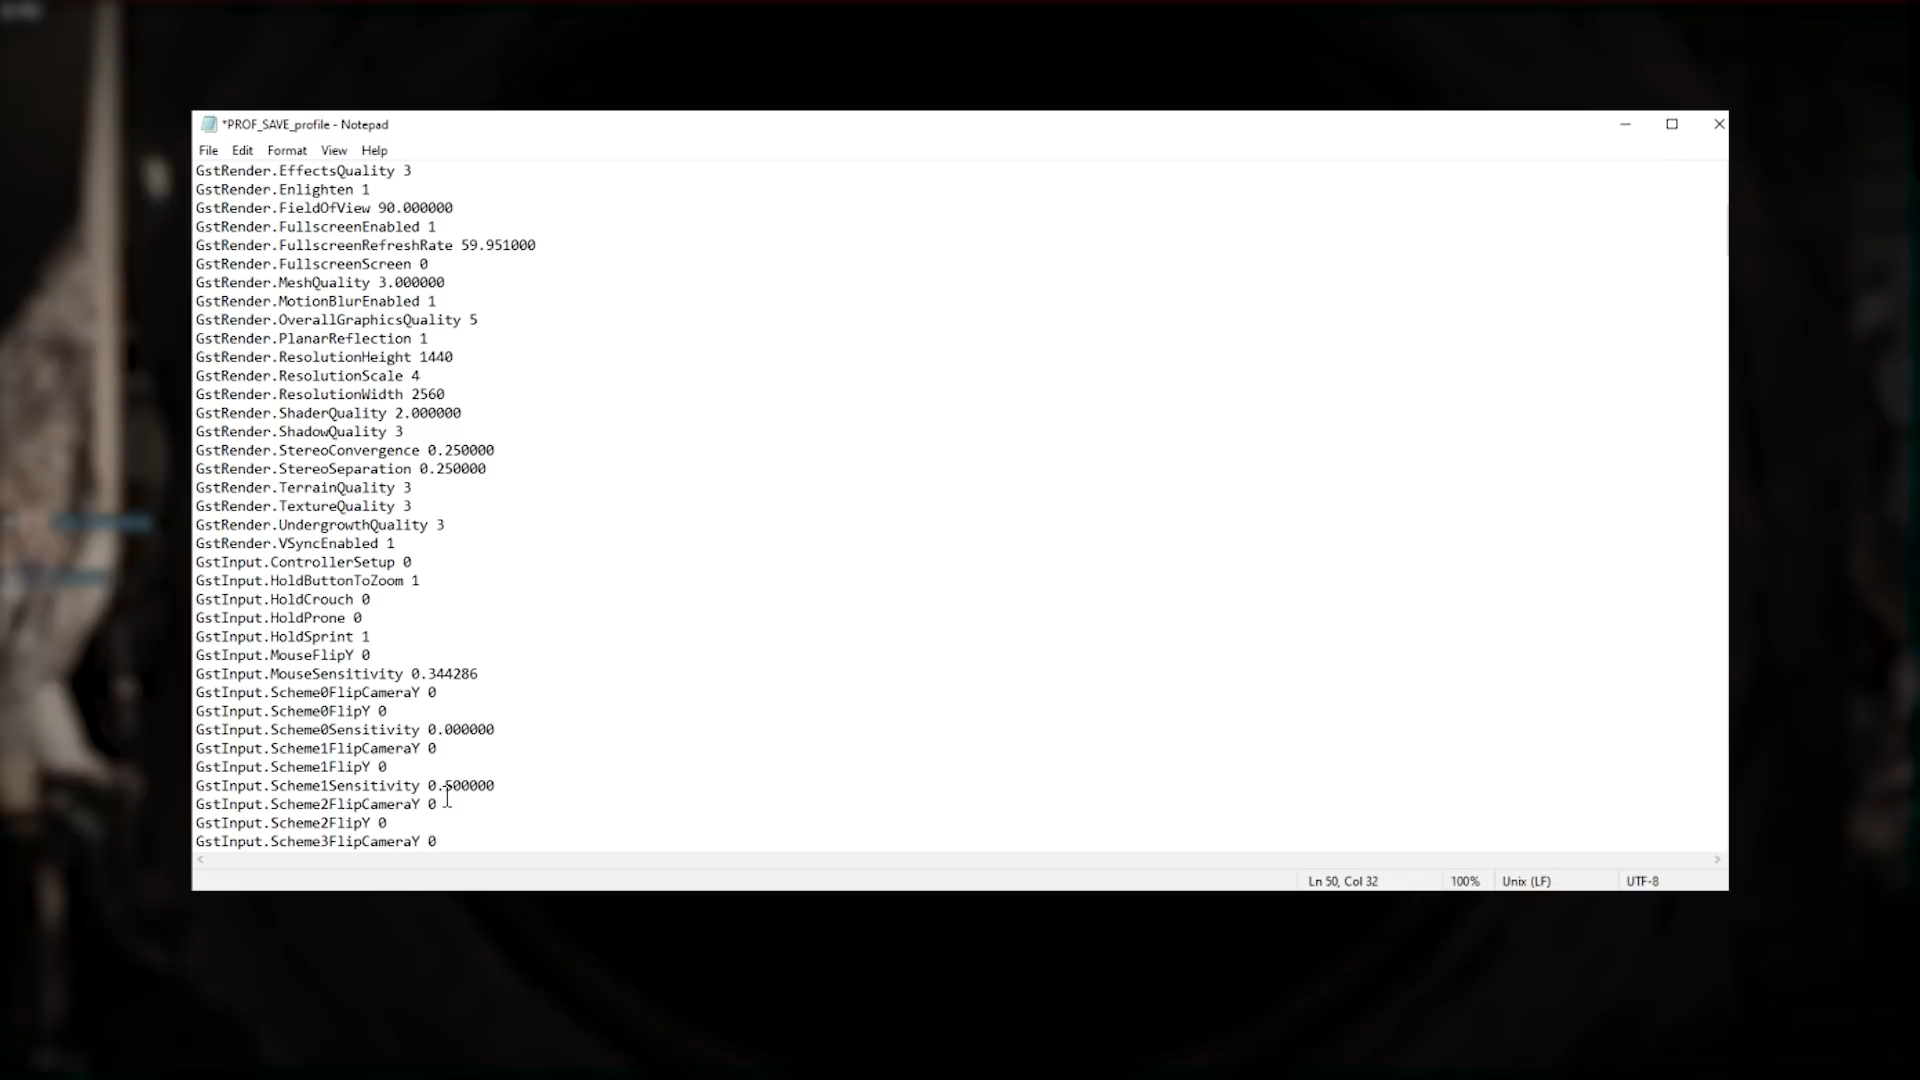 *PROF_SAVE_profile - Notepad
File Edit Format View Help
GstRender.EffectsQuality 3
GstRender.Enlighten 1
GstRender.FieldOfView 90.000000
GstRender.FullscreenEnabled 1
GstRender.FullscreenRefreshRate 59.951000
GstRender.FullscreenScreen 0
GstRender.MeshQuality 3.000000
GstRender.MotionBlurEnabled 1
GstRender.OverallGraphicsQuality 5
GstRender.PlanarReflection 1
GstRender.ResolutionHeight 1440
GstRender.ResolutionScale 4
GstRender.ResolutionWidth 2560
GstRender.ShaderQuality 2.000000
GstRender.ShadowQuality 3
GstRender.StereoConvergence 0.250000
GstRender.StereoSeparation 0.250000
GstRender.TerrainQuality 3
GstRender.TextureQuality 3
GstRender.UndergrowthQuality 3
GstRender.VSyncEnabled 1
GstInput.ControllerSetup 0
GstInput.HoldButtonToZoom 1
GstInput.HoldCrouch 0
GstInput.HoldProne 0
GstInput.HoldSprint 1
GstInput.MouseFlipY 0
GstInput.MouseSensitivity 0.344286
GstInput.Scheme0FlipCameraY 0
GstInput.Scheme0FlipY 0
GstInput.Scheme0Sensitivity 0.000000
GstInput.Scheme1FlipCameraY 0
GstInput.Scheme1FlipY 0
GstInput.Scheme1Sensitivity 0.500000
GstInput.Scheme2FlipCameraY 0
GstInput.Scheme2FlipY 0
GstInput.Scheme3FlipCameraY 0
Ln 50, Col 32 100% Unix (LF) UTF-8